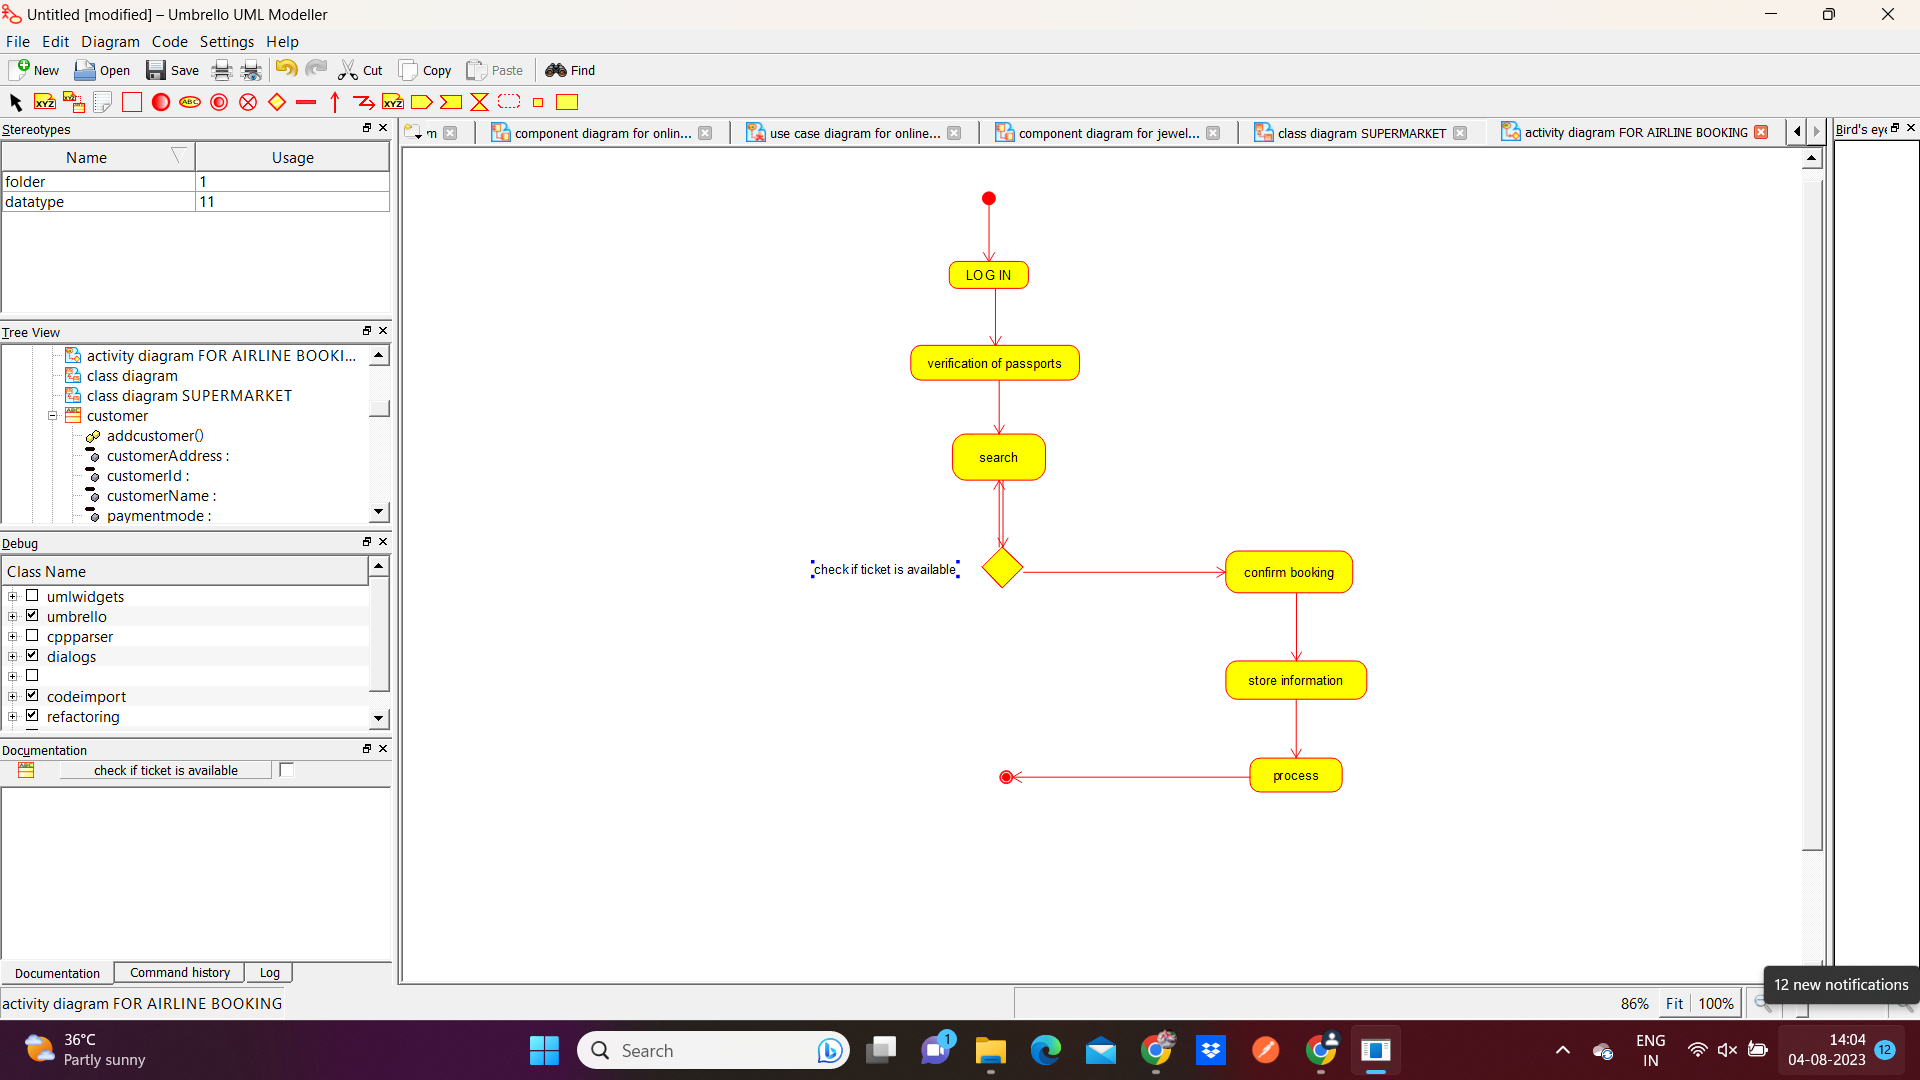 Untitled [modified] – Umbrello UML Modeller
File Edit Diagram Code Settings Help
New Open Save Cut Copy Paste Find
XYZ XYZ ABC XYZ
Stereotypes
Name Usage
folder 1
datatype 11
Tree View
activity diagram FOR AIRLINE BOOKI...
class diagram
class diagram SUPERMARKET
customer
addcustomer()
customerAddress :
customerId :
customerName :
paymentmode :
Debug
Class Name
umlwidgets
umbrello
cppparser
dialogs
codeimport
refactoring
Documentation
check if ticket is available
Documentation Command history Log
activity diagram FOR AIRLINE BOOKING
m component diagram for onlin... use case diagram for online... component diagram for jewel... class diagram SUPERMARKET activity diagram FOR AIRLINE BOOKING
Bird's eye
LOG IN
verification of passports
search
check if ticket is available
confirm booking
store information
process
12 new notifications
86% Fit 100%
36°C
Partly sunny
Search
1
ENG
IN
14:04
04-08-2023
12